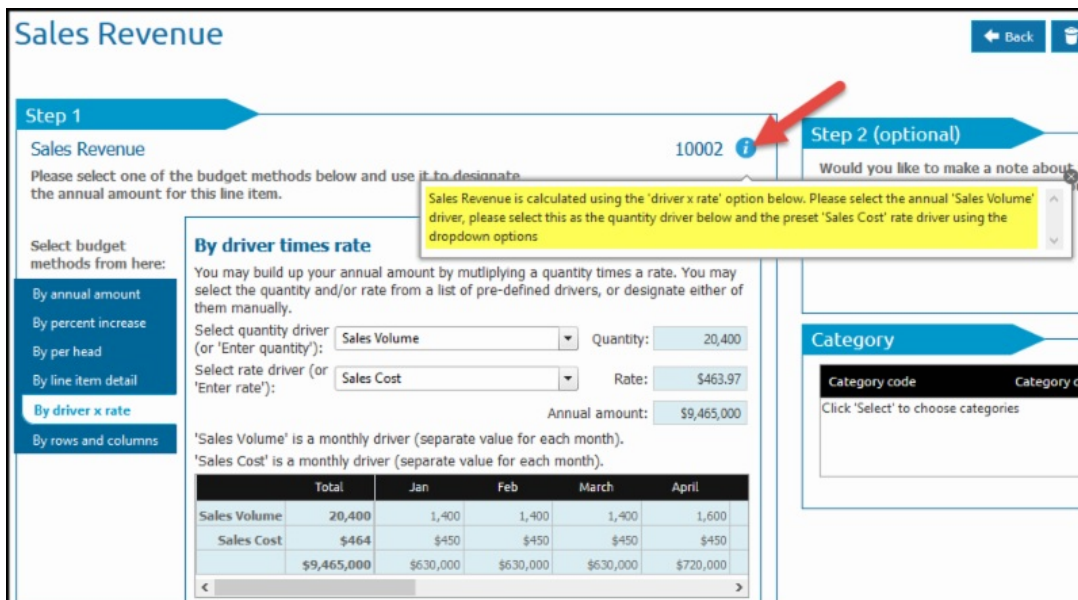 Sales Revenue
Back
Step 1
Sales Revenue
10002 i
Please select one of the budget methods below and use it to designate
the annual amount for this line item.
Sales Revenue is calculated using the 'driver x rate' option below. Please select the annual 'Sales Volume'
driver, please select this as the quantity driver below and the preset 'Sales Cost' rate driver using the
dropdown options
Select budget
methods from here:
By annual amount
By percent increase
By per head
By line item detail
By driver x rate
By rows and columns
By driver times rate
You may build up your annual amount by mutliplying a quantity times a rate. You may
select the quantity and/or rate from a list of pre-defined drivers, or designate either of
them manually.
Select quantity driver
(or 'Enter quantity'):
Sales Volume
Quantity: 20,400
Select rate driver (or
'Enter rate'):
Sales Cost
Rate: $463.97
Annual amount: $9,465,000
'Sales Volume' is a monthly driver (separate value for each month).
'Sales Cost' is a monthly driver (separate value for each month).
Total Jan Feb March April
Sales Volume 20,400 1,400 1,400 1,400 1,600
Sales Cost $464 $450 $450 $450 $450
$9,465,000 $630,000 $630,000 $630,000 $720,000
Step 2 (optional)
Would you like to make a note about
Category
Category code Category
Click 'Select' to choose categories